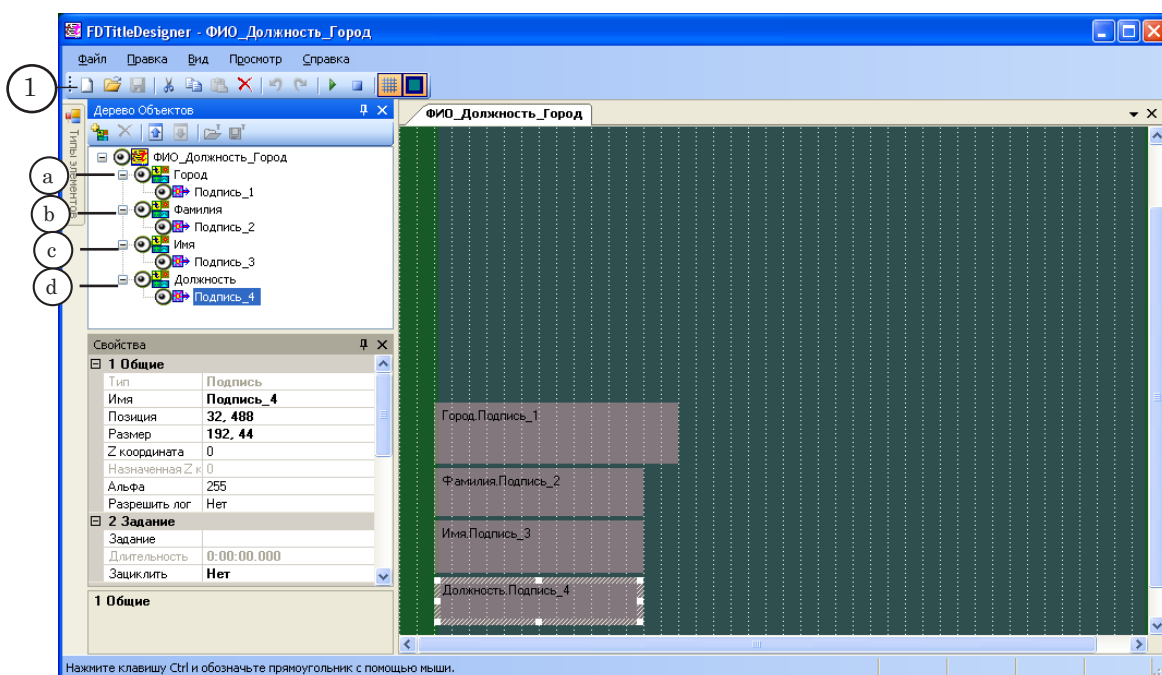 FDTitleDesigner - ФИО_Должность_Город
Файл Правка Вид Просмотр Справка
1
Типы элементов
Дерево Объектов
ФИО_Должность_Город
a
Город
Подпись_1
b
Фамилия
Подпись_2
c
Имя
Подпись_3
d
Должность
Подпись_4
Свойства
1 Общие
Тип Подпись
Имя Подпись_4
Позиция 32, 488
Размер 192, 44
Z координата 0
Назначенная Z к 0
Альфа 255
Разрешить лог Нет
2 Задание
Задание
Длительность 0:00:00.000
Зациклить Нет
1 Общие
ФИО_Должность_Город
Город.Подпись_1
Фамилия.Подпись_2
Имя.Подпись_3
Должность.Подпись_4
Нажмите клавишу Ctrl и обозначьте прямоугольник с помощью мыши.